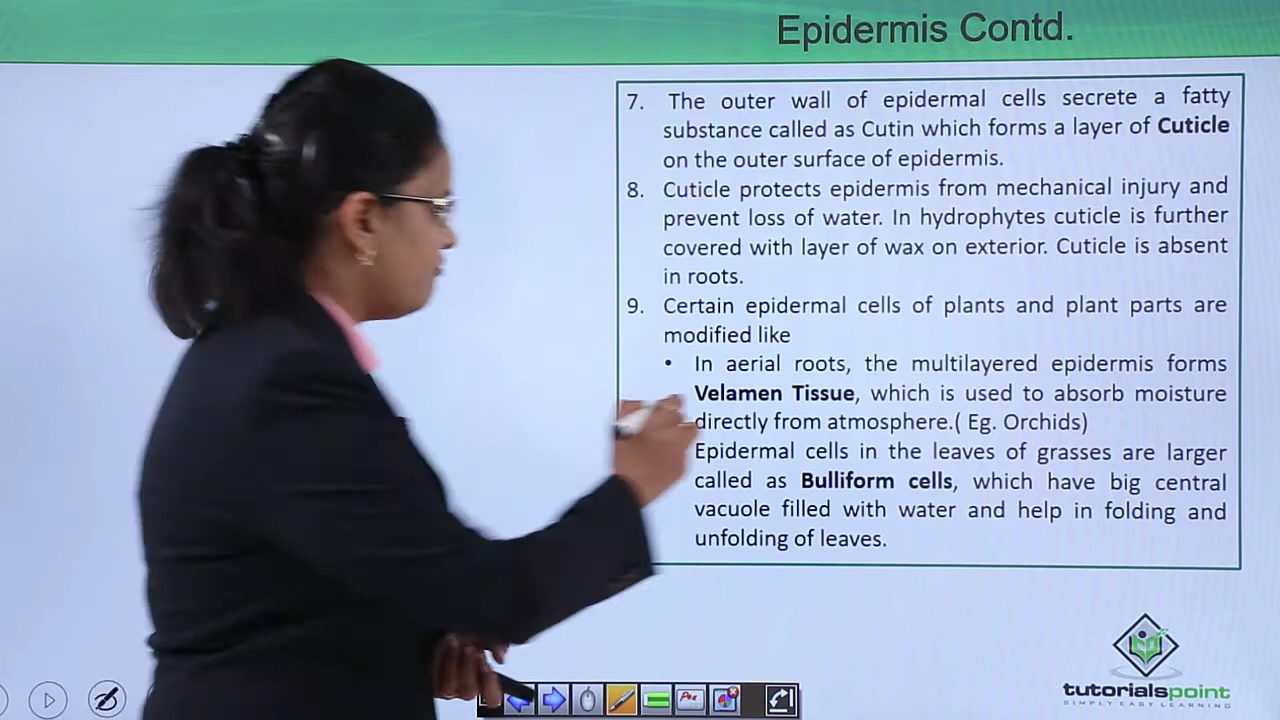 Epidermis Contd.
7. The outer wall of epidermal cells secrete a fatty
substance called as Cutin which forms a layer of Cuticle
on the outer surface of epidermis.
8. Cuticle protects epidermis from mechanical injury and
prevent loss of water. In hydrophytes cuticle is further
covered with layer of wax on exterior. Cuticle is absent
in roots.
9. Certain epidermal cells of plants and plant parts are
modified like
• In aerial roots, the multilayered epidermis forms
Velamen Tissue, which is used to absorb moisture
directly from atmosphere.( Eg. Orchids)
Epidermal cells in the leaves of grasses are larger
called as Bulliform cells, which have big central
vacuole filled with water and help in folding and
unfolding of leaves.
tutorialspoint
SIMPLY EASY LEARNING